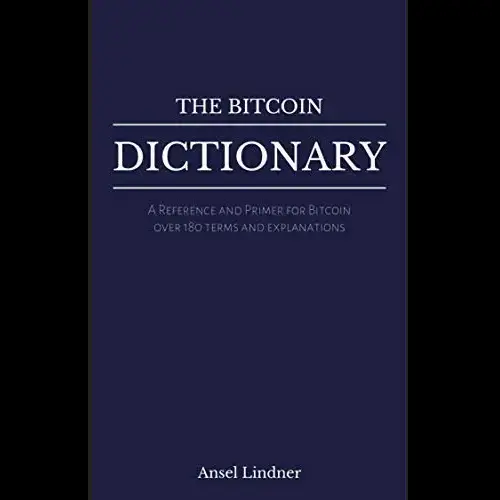 THE BITCOIN
DICTIONARY
A REFERENCE AND PRIMER FOR BITCOIN
OVER 180 TERMS AND EXPLANATIONS
Ansel Lindner